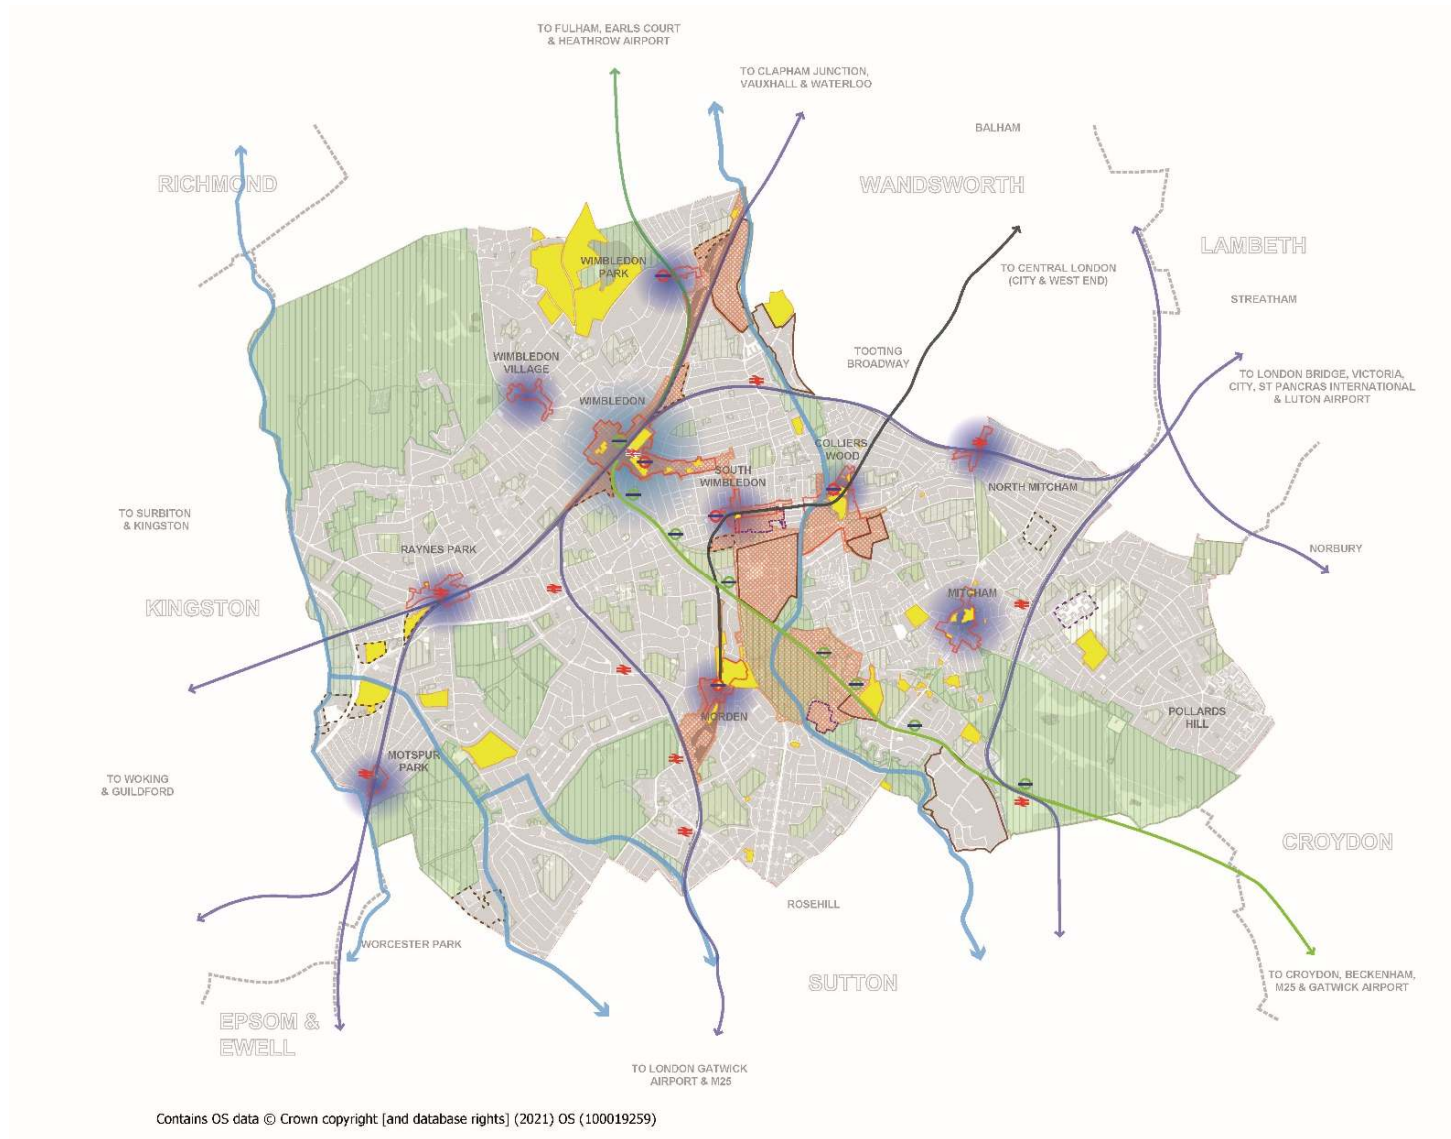 TO FULHAM, EARLS COURT
& HEATHROW AIRPORT
TO CLAPHAM JUNCTION,
VAUXHALL & WATERLOO
BALHAM
RICHMOND
WANDSWORTH
LAMBETH
WIMBLEDON
PARK
TO CENTRAL LONDON
(CITY & WEST END)
STREATHAM
TOOTING
BROADWAY
WIMBLEDON
VILLAGE
TO LONDON BRIDGE, VICTORIA,
CITY, ST PANCRAS INTERNATIONAL
& LUTON AIRPORT
WIMBLEDON
COLLIERS
WOOD
SOUTH
WIMBLEDON
NORTH MITCHAM
TO SURBITON
& KINGSTON
RAYNES PARK
NORBURY
KINGSTON
MITCHAM
MORDEN
POLLARDS
HILL
MOTSPUR
PARK
TO WOKING
& GUILDFORD
CROYDON
ROSEHILL
WORCESTER PARK
SUTTON
TO CROYDON, BECKENHAM,
M25 & GATWICK AIRPORT
EPSOM &
EWELL
TO LONDON GATWICK
AIRPORT & M25
Contains OS data © Crown copyright [and database rights] (2021) OS (100019259)